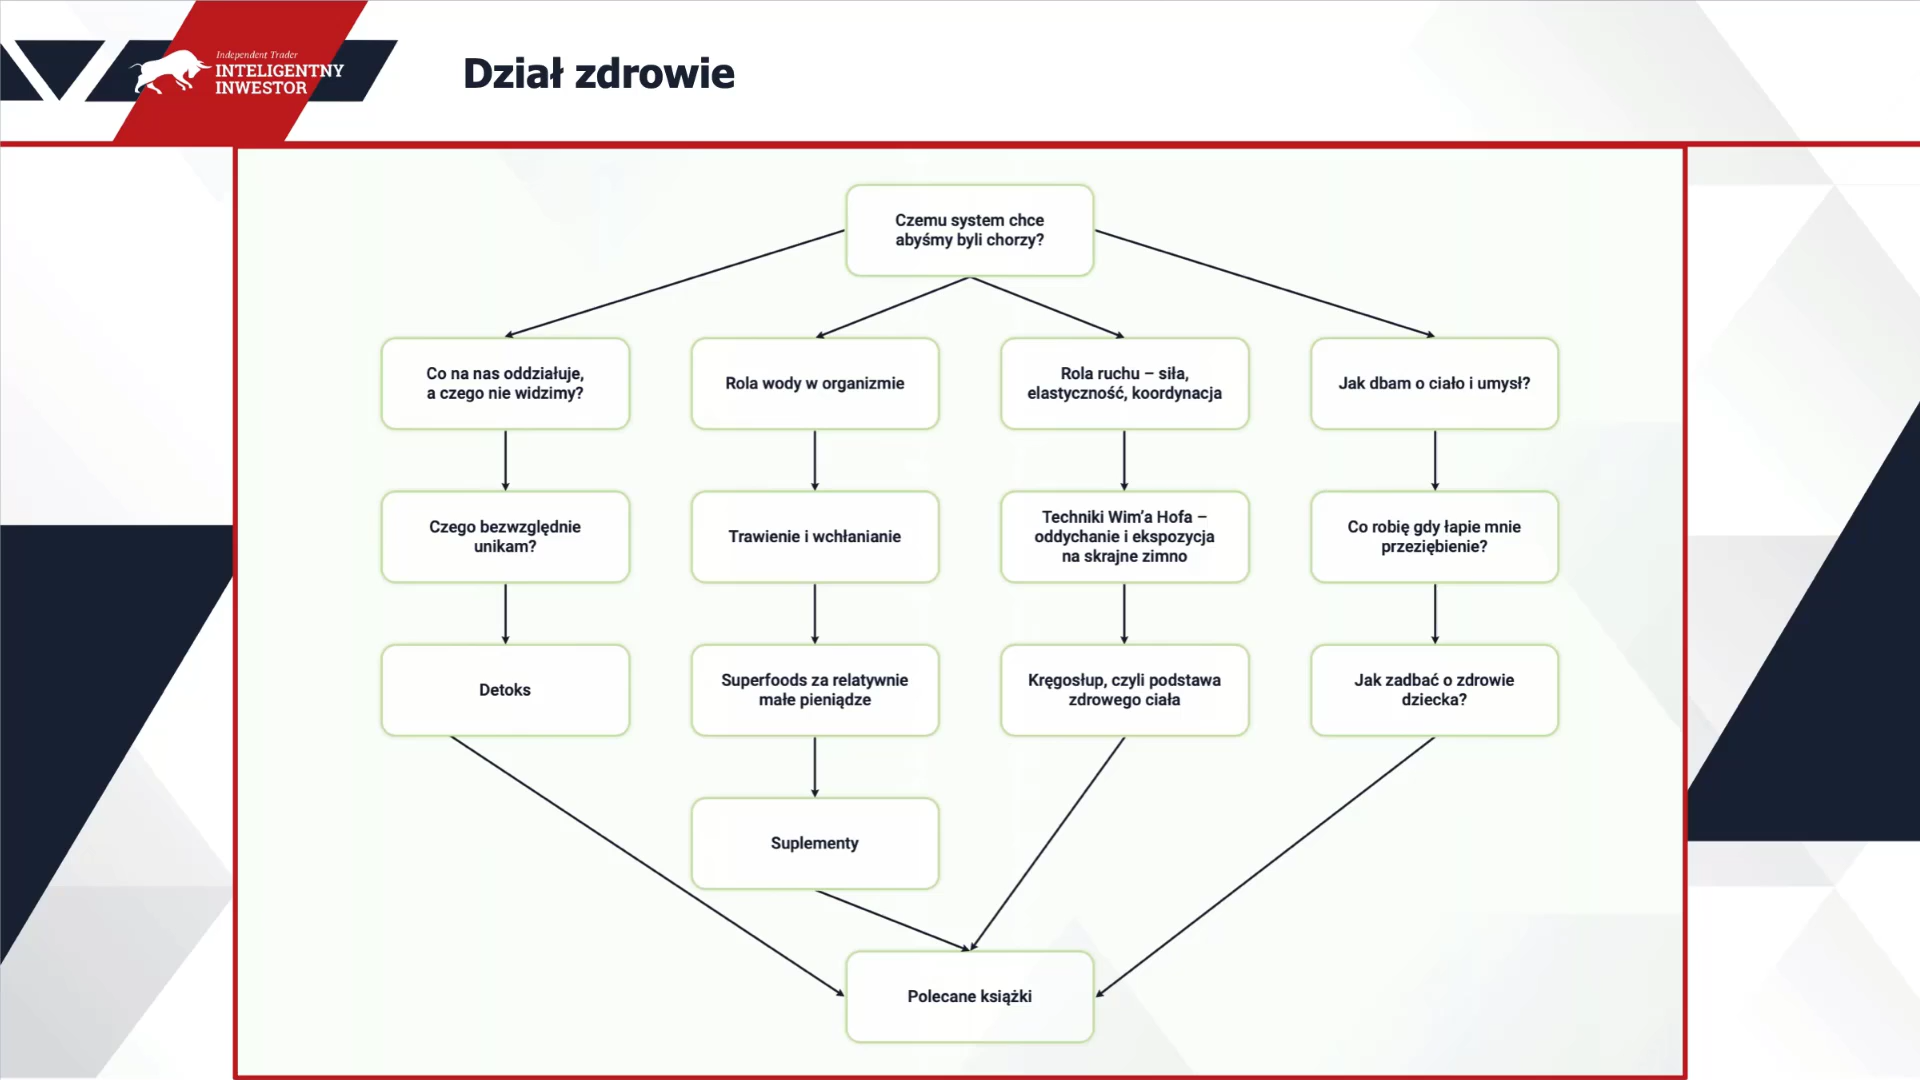 Independent Trader
INTELIGENTNY
INWESTOR
Dział zdrowie
Czemu system chce
abyśmy byli chorzy?
Co na nas oddziałuje,
a czego nie widzimy?
Rola wody w organizmie
Rola ruchu – siła,
elastyczność, koordynacja
Jak dbam o ciało i umysł?
Czego bezwzględnie
unikam?
Trawienie i wchłanianie
Techniki Wim’a Hofa –
oddychanie i ekspozycja
na skrajne zimno
Co robię gdy łapie mnie
przeziębienie?
Detoks
Superfoods za relatywnie
małe pieniądze
Kręgosłup, czyli podstawa
zdrowego ciała
Jak zadbać o zdrowie
dziecka?
Suplementy
Polecane książki